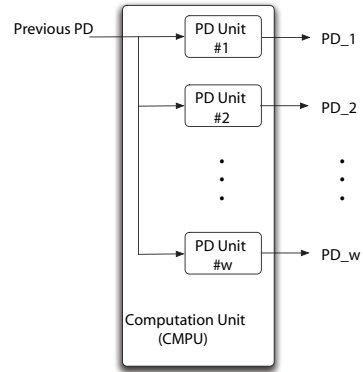 Previous PD
PD Unit
#1
PD_1
PD Unit
#2
PD_2
PD Unit
#w
PD_w
Computation Unit
(CMPU)